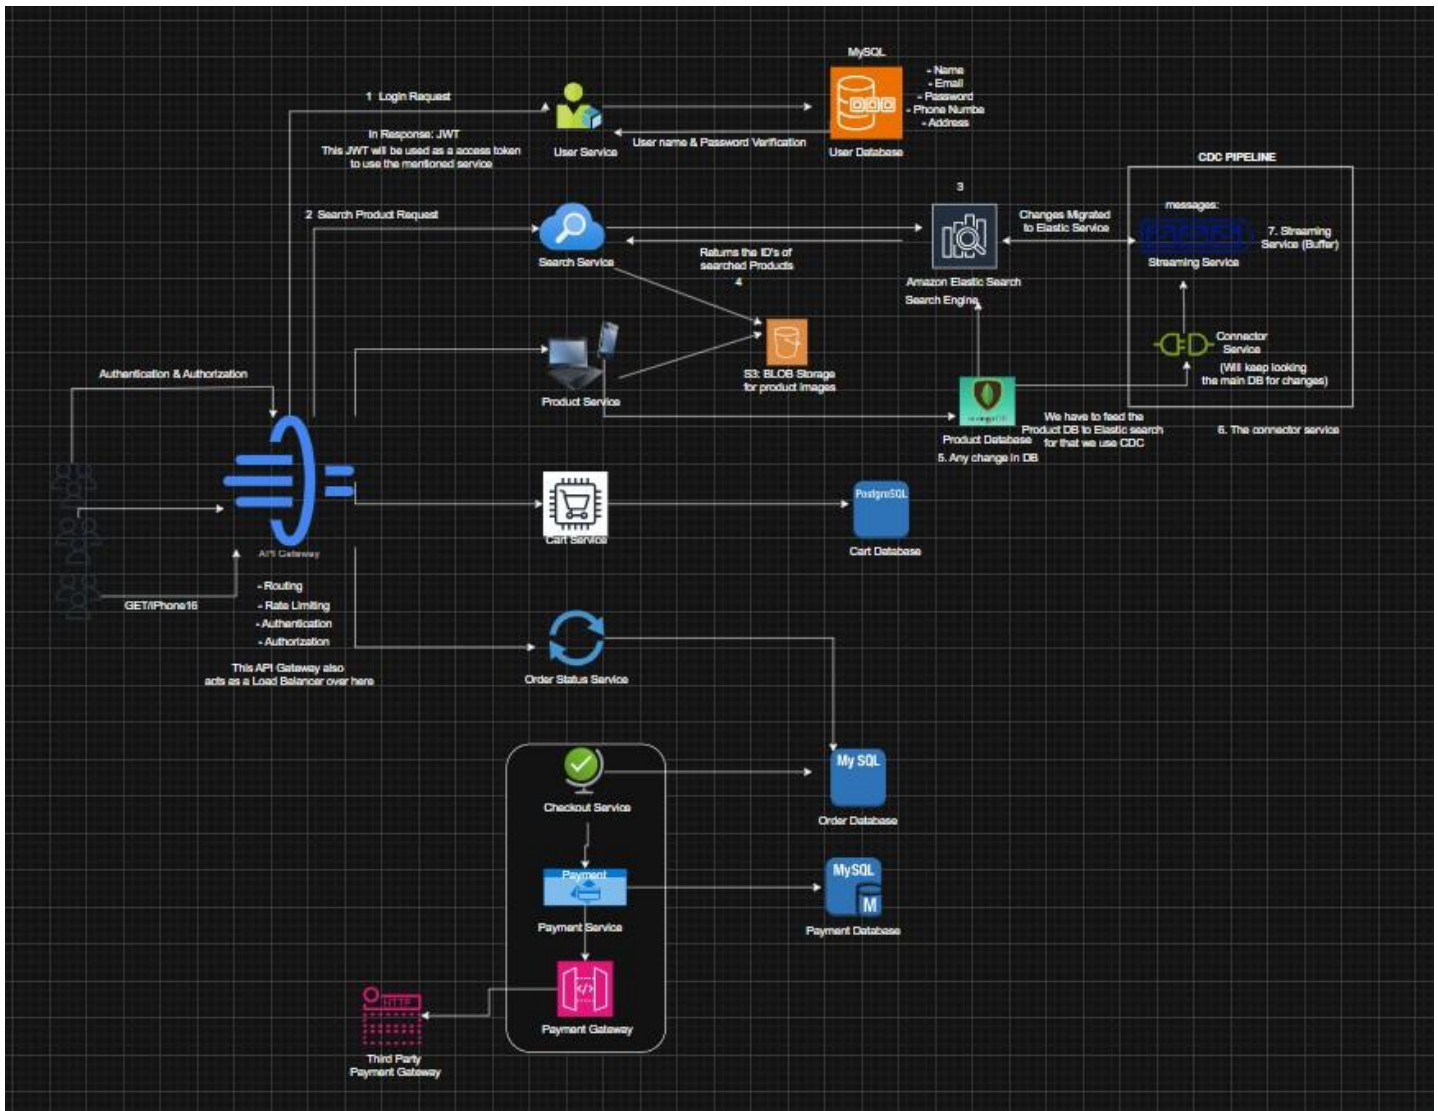 MySQL
- Name
- Email
- Password
- Phone Numbe
- Address
User Database
1 Login Request
In Response: JWT
This JWT will be used as a access token
to use the mentioned service
User Service
User name & Password Verification
CDC PIPELINE
2 Search Product Request
Search Service
3
Returns the ID's of
searched Products
4
Amazon Elastic Search
Search Engine
Changes Migrated
to Elastic Service
messages:
7. Streaming
Service (Buffer)
Streaming Service
Connector
Service
(Will keep looking
the main DB for changes)
6. The connector service
S3: BLOB Storage
for product images
Product Service
Product Database
5. Any change in DB
We have to feed the
Product DB to Elastic search
for that we use CDC
Authentication & Authorization
API Gateway
GET/IPhone16
- Routing
- Rate Limiting
- Authentication
- Authorization
This API Gateway also
acts as a Load Balancer over here
Cart Service
PostgreSQL
Cart Database
Order Status Service
Checkout Service
My SQL
Order Database
Payment
Payment Service
MySQL
M
Payment Database
Payment Gateway
HTTP
Third Party
Payment Gateway